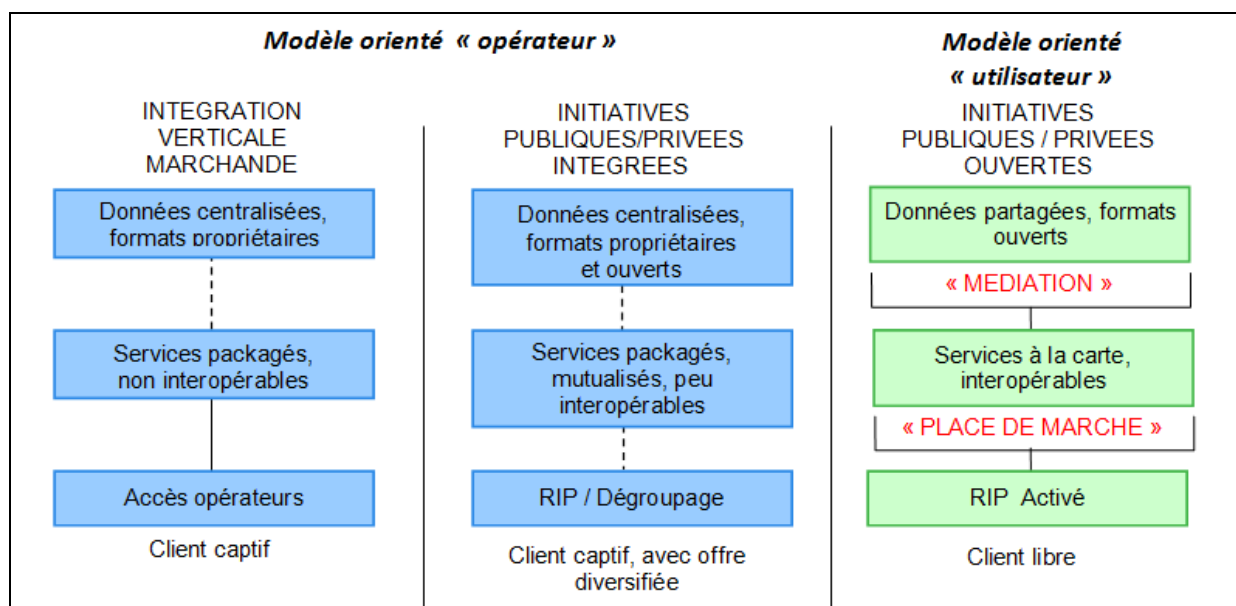 Modèle orienté « opérateur »
INTEGRATION
VERTICALE
MARCHANDE
Données centralisées,
formats propriétaires
Services packagés,
non interopérables
Accès opérateurs
Client captif
INITIATIVES
PUBLIQUES/PRIVEES
INTEGREES
Données centralisées,
formats propriétaires
et ouverts
Services packagés,
mutualisés, peu
interopérables
RIP / Dégroupage
Client captif, avec offre
diversifiée
Modèle orienté
« utilisateur »
INITIATIVES
PUBLIQUES / PRIVEES
OUVERTES
Données partagées, formats
ouverts
« MEDIATION »
Services à la carte,
interopérables
« PLACE DE MARCHE »
RIP Activé
Client libre